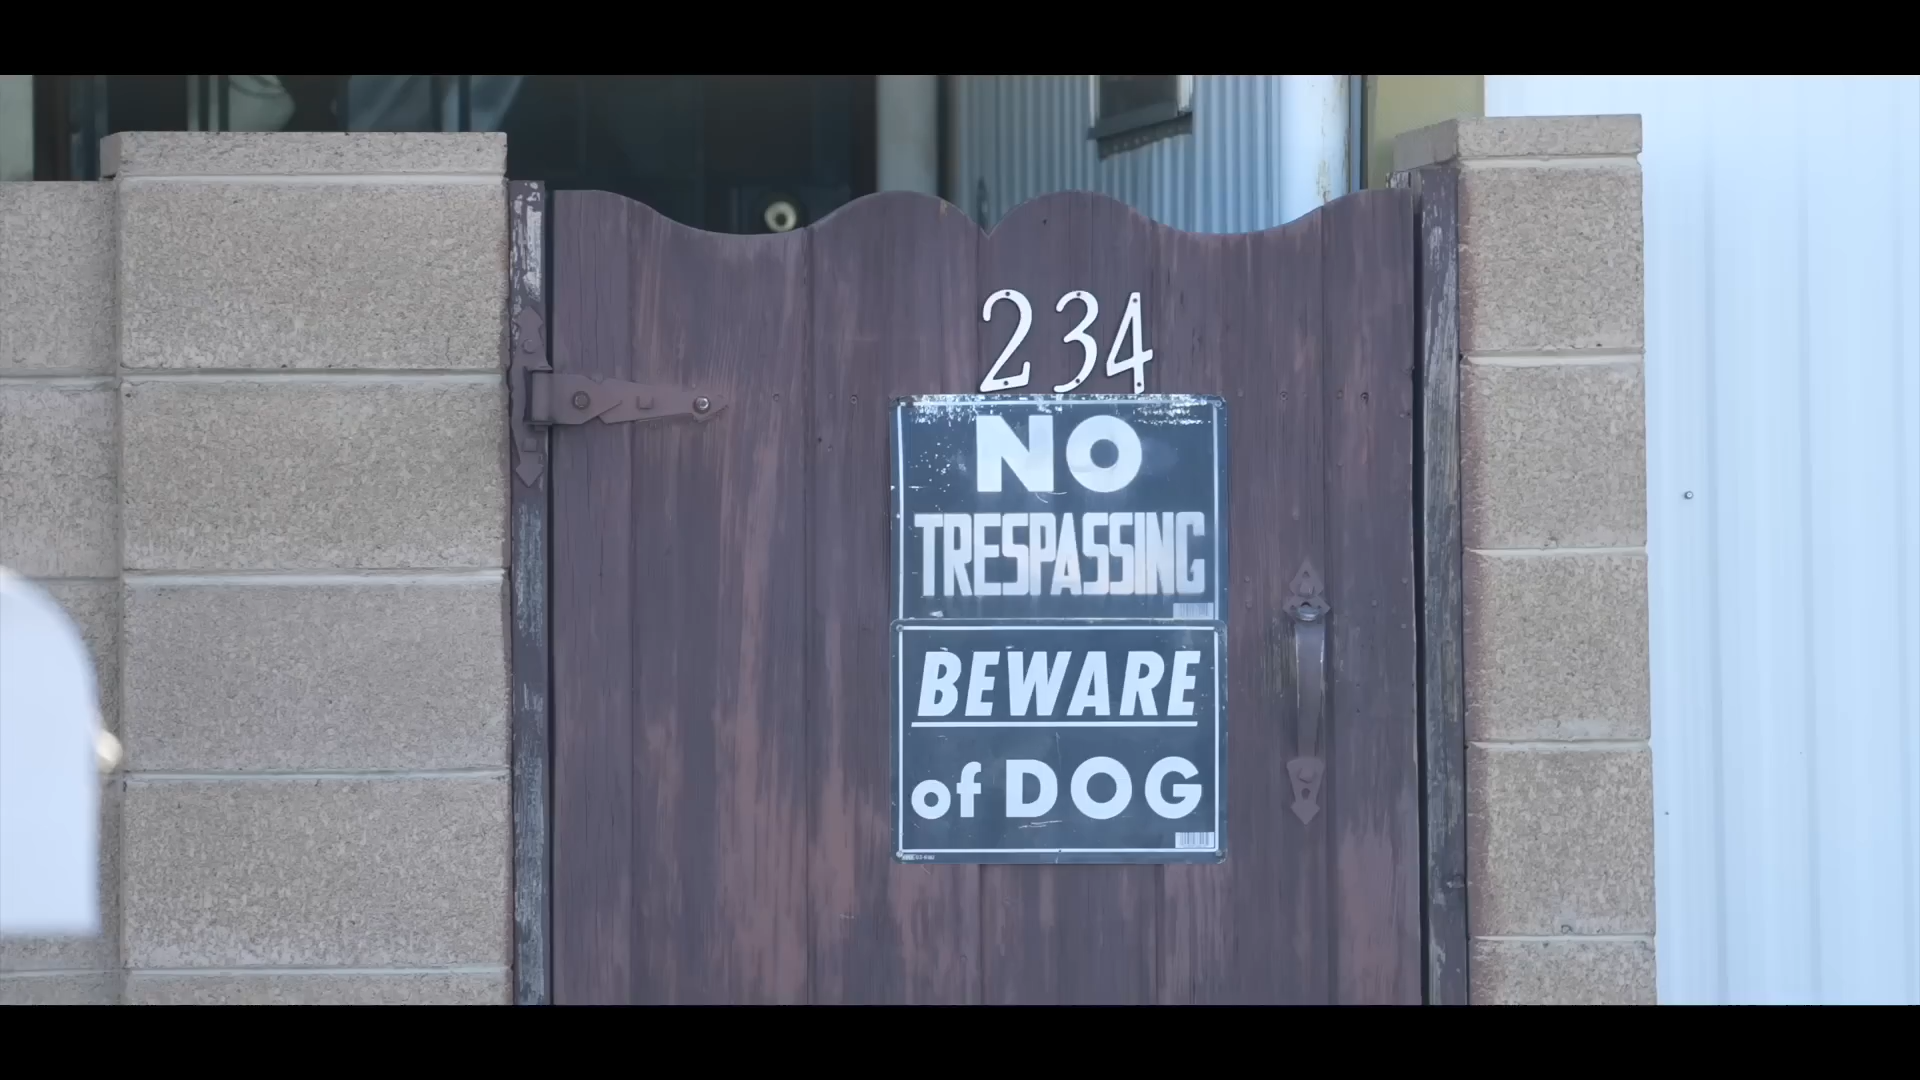 234
NO
TRESPASSING
BEWARE
of DOG